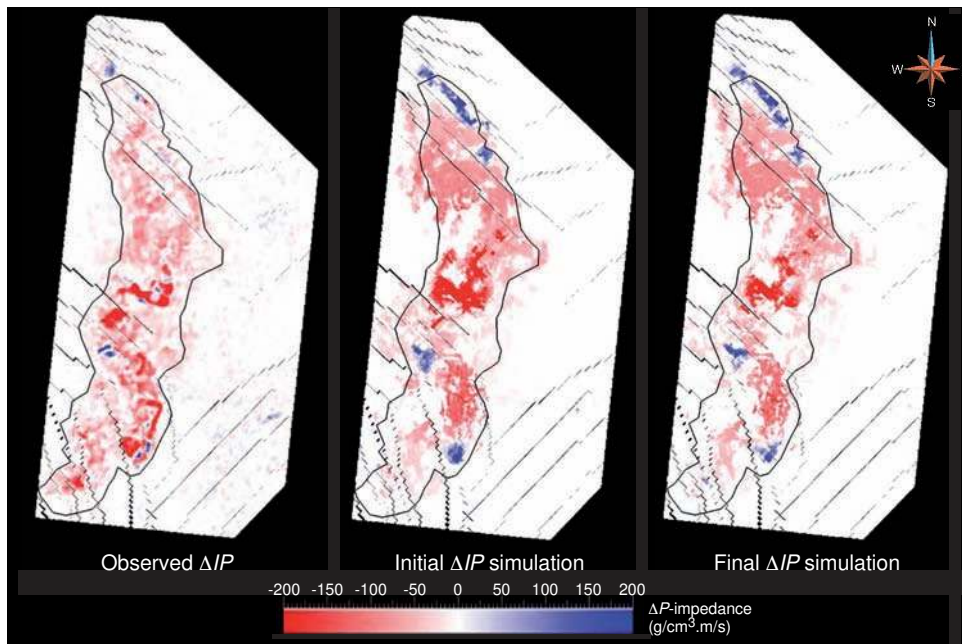 N
W
S
Observed ΔIP
Initial ΔIP simulation
Final ΔIP simulation
-200 -150 -100 -50 0 50 100 150 200
ΔP-impedance
(g/cm³.m/s)